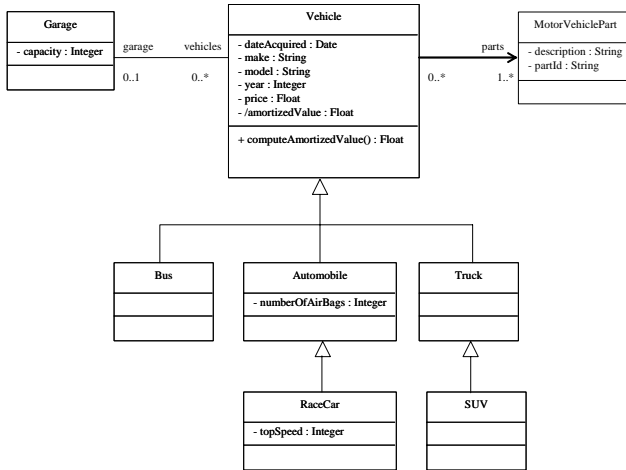 Garage
- capacity : Integer
garage
vehicles
0..1
0..*
Vehicle
- dateAcquired : Date
- make : String
- model : String
- year : Integer
- price : Float
- /amortizedValue : Float
+ computeAmortizedValue() : Float
parts
0..*
1..*
MotorVehiclePart
- description : String
- partId : String
Bus
Automobile
- numberOfAirBags : Integer
Truck
RaceCar
- topSpeed : Integer
SUV